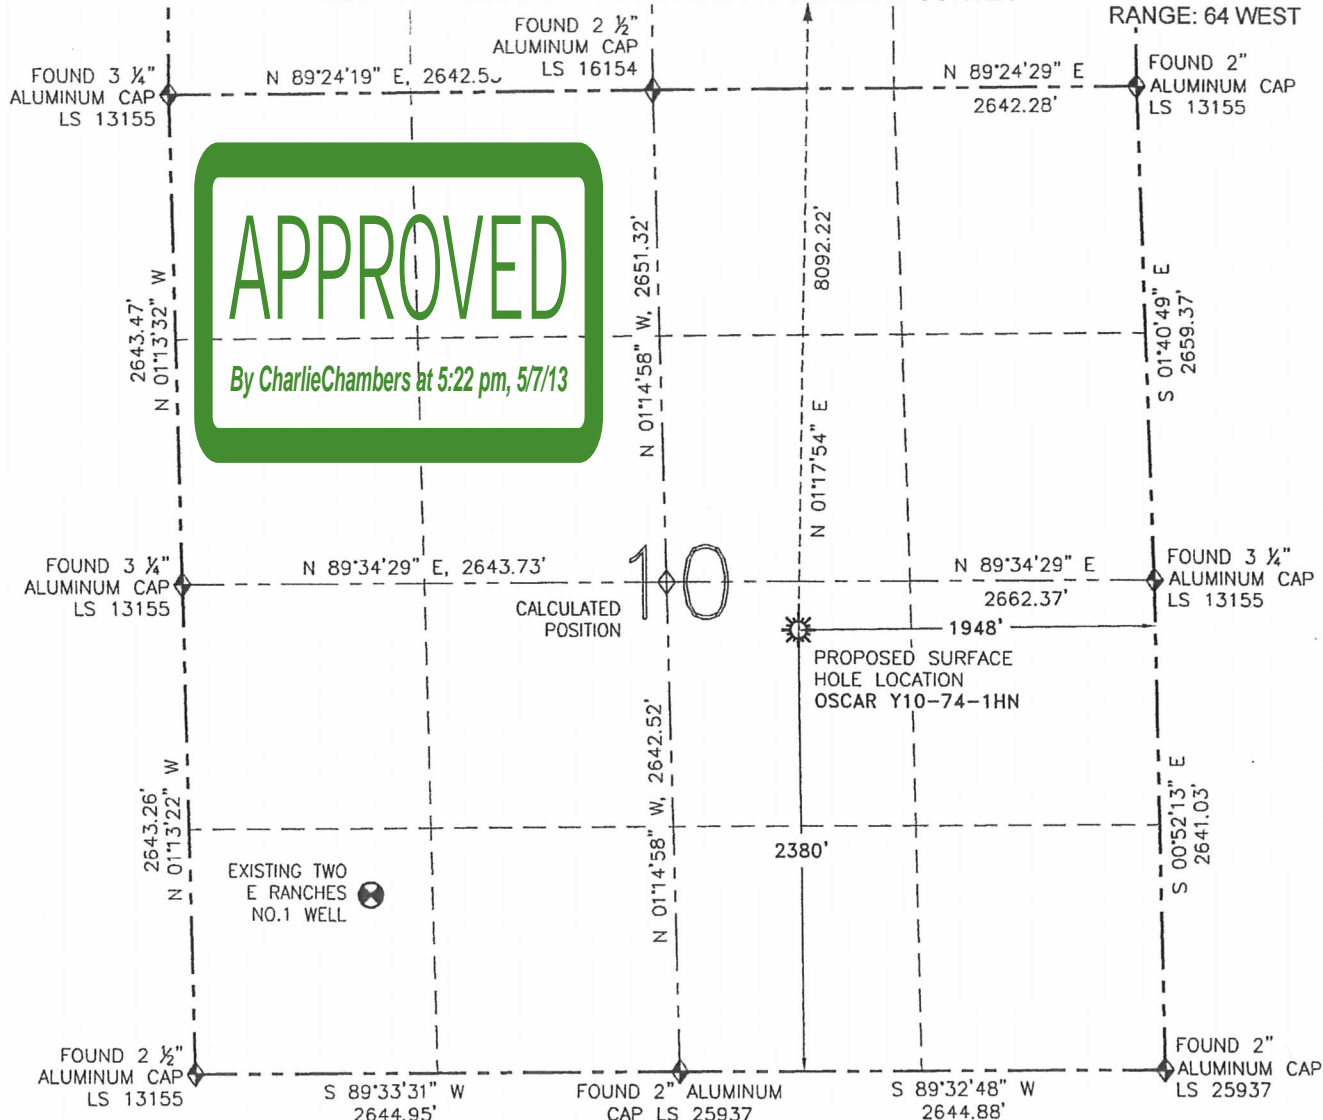 RANGE: 64 WEST
FOUND 2 ½"
ALUMINUM CAP
LS 16154
FOUND 3 ¼"
ALUMINUM CAP
LS 13155
N 89°24'19" E,
N 89°24'29" E
2642.28'
FOUND 2"
ALUMINUM CAP
LS 13155
APPROVED
By CharlieChambers at 5:22 pm, 5/7/13
2643.47'
N 01°13'32" W
N 01°14'58" W, 2651.32'
8092.22'
N 01°17'54" E
S 01°40'49" E
2659.37'
FOUND 3 ¼"
ALUMINUM CAP
LS 13155
N 89°34'29" E, 2643.73'
10
CALCULATED
POSITION
N 89°34'29" E
2662.37'
FOUND 3 ¼"
ALUMINUM CAP
LS 13155
1948'
PROPOSED SURFACE
HOLE LOCATION
OSCAR Y10-74-1HN
2643.26'
N 01°13'22" W
N 01°14'58" W, 2642.52'
2380'
S 00°52'13" E
2641.03'
EXISTING TWO
E RANCHES
NO.1 WELL
FOUND 2 ½"
ALUMINUM CAP
LS 13155
S 89°33'31" W
2644.95'
FOUND 2" ALUMINUM
CAP LS 25937
S 89°32'48" W
2644.88'
FOUND 2"
ALUMINUM CAP
LS 25937